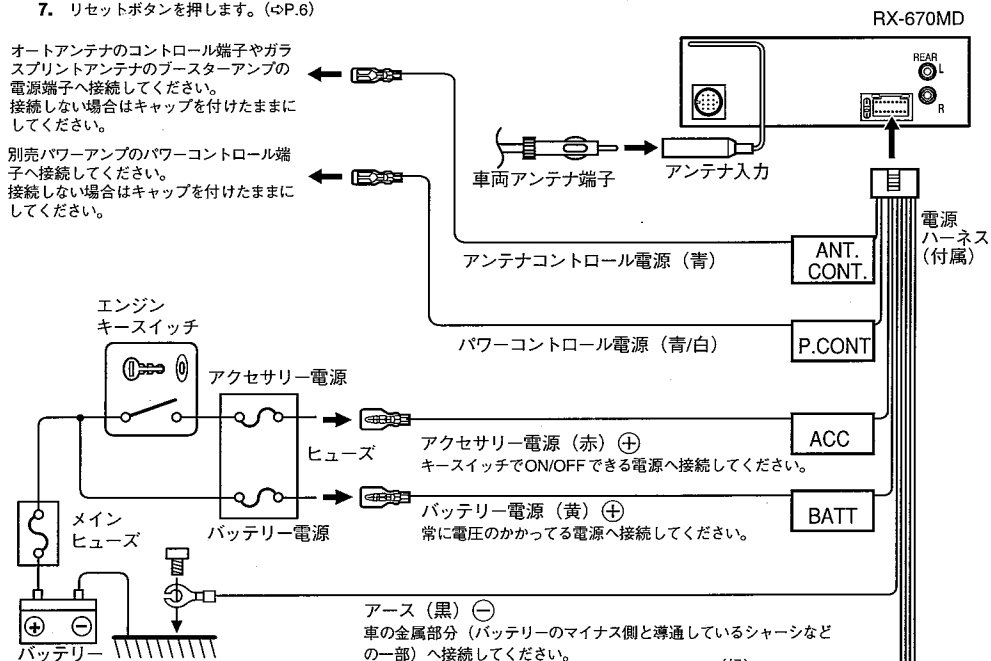 7. リセットボタンを押します。(⇨P.6)
RX-670MD
オートアンテナのコントロール端子やガラ
スプリントアンテナのブースターアンプの
電源端子へ接続してください。
接続しない場合はキャップを付けたままに
してください。
REAR
L
R
別売パワーアンプのパワーコントロール端
子へ接続してください。
接続しない場合はキャップを付けたままに
してください。
車両アンテナ端子
アンテナ入力
電源
ハーネス
(付属)
アンテナコントロール電源(青)
ANT.
CONT.
パワーコントロール電源(青/白)
P.CONT
エンジン
キースイッチ
アクセサリー電源
ヒューズ
アクセサリー電源(赤)⊕
キースイッチでON/OFFできる電源へ接続してください。
ACC
バッテリー電源
バッテリー電源(黄)⊕
常に電圧のかかってる電源へ接続してください。
BATT
メイン
ヒューズ
⊕ ⊖
バッテリー
アース(黒)⊖
車の金属部分(バッテリーのマイナス側と導通しているシャーシなど
の一部)へ接続してください。